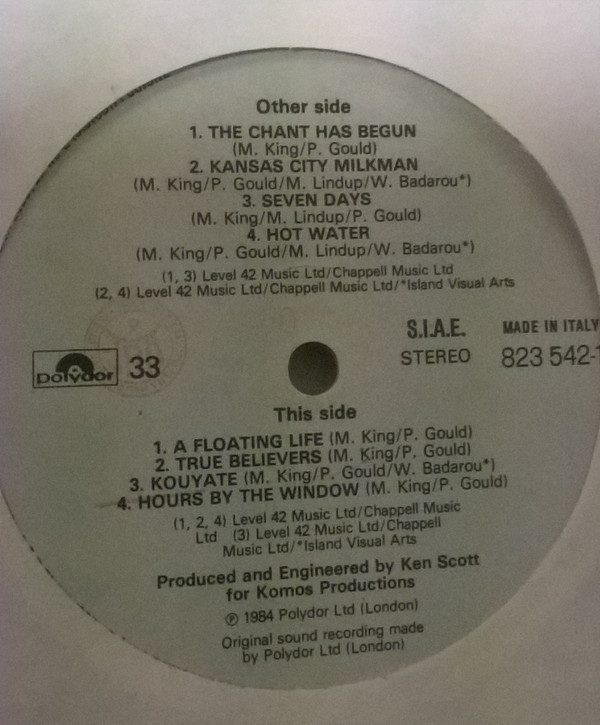 Other side
1. THE CHANT HAS BEGUN
(M. King/P. Gould)
2. KANSAS CITY MILKMAN
(M. King/P. Gould/M. Lindup/W. Badarou*)
3. SEVEN DAYS
(M. King/M. Lindup/P. Gould)
4. HOT WATER
(M. King/P. Gould/M. Lindup/W. Badarou*)
(1, 3) Level 42 Music Ltd/Chappell Music Ltd
(2, 4) Level 42 Music Ltd/Chappell Music Ltd/*Island Visual Arts
polydor 33
S.I.A.E. MADE IN ITALY
STEREO 823 542-1
This side
1. A FLOATING LIFE (M. King/P. Gould)
2. TRUE BELIEVERS (M. King/P. Gould)
3. KOUYATE (M. King/P. Gould/W. Badarou*)
4. HOURS BY THE WINDOW (M. King/P. Gould)
(1, 2, 4) Level 42 Music Ltd/Chappell Music
Ltd (3) Level 42 Music Ltd/Chappell
Music Ltd/*Island Visual Arts
Produced and Engineered by Ken Scott
for Komos Productions
℗ 1984 Polydor Ltd (London)
Original sound recording made
by Polydor Ltd (London)